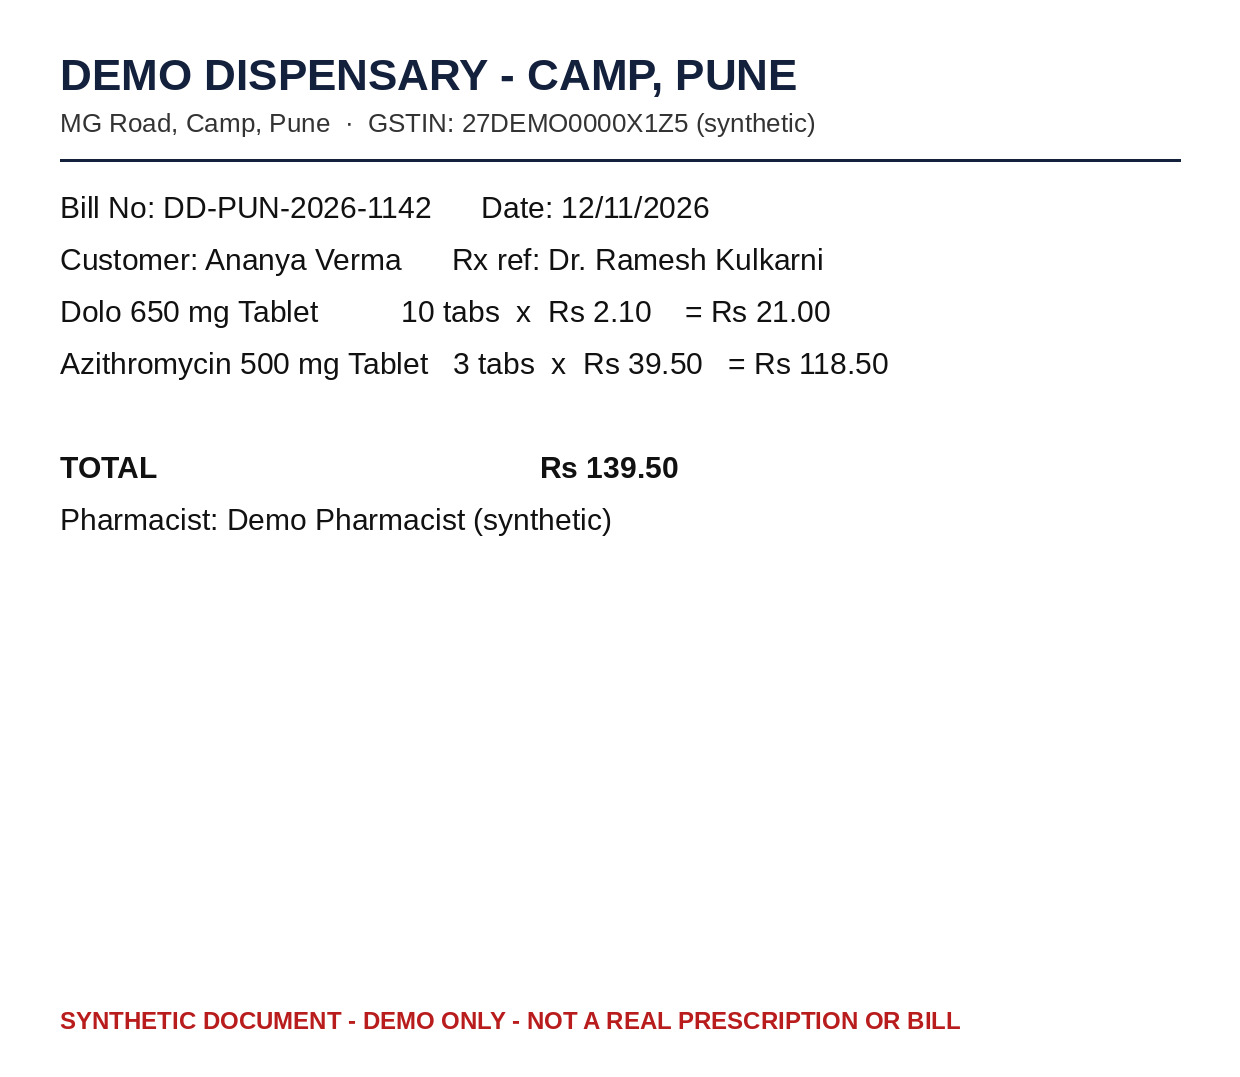 DEMO DISPENSARY - CAMP, PUNE
MG Road, Camp, Pune · GSTIN: 27DEMO0000X1Z5 (synthetic)
Bill No: DD-PUN-2026-1142 Date: 12/11/2026
Customer: Ananya Verma Rx ref: Dr. Ramesh Kulkarni
Dolo 650 mg Tablet 10 tabs x Rs 2.10 = Rs 21.00
Azithromycin 500 mg Tablet 3 tabs x Rs 39.50 = Rs 118.50
TOTAL Rs 139.50
Pharmacist: Demo Pharmacist (synthetic)
SYNTHETIC DOCUMENT - DEMO ONLY - NOT A REAL PRESCRIPTION OR BILL